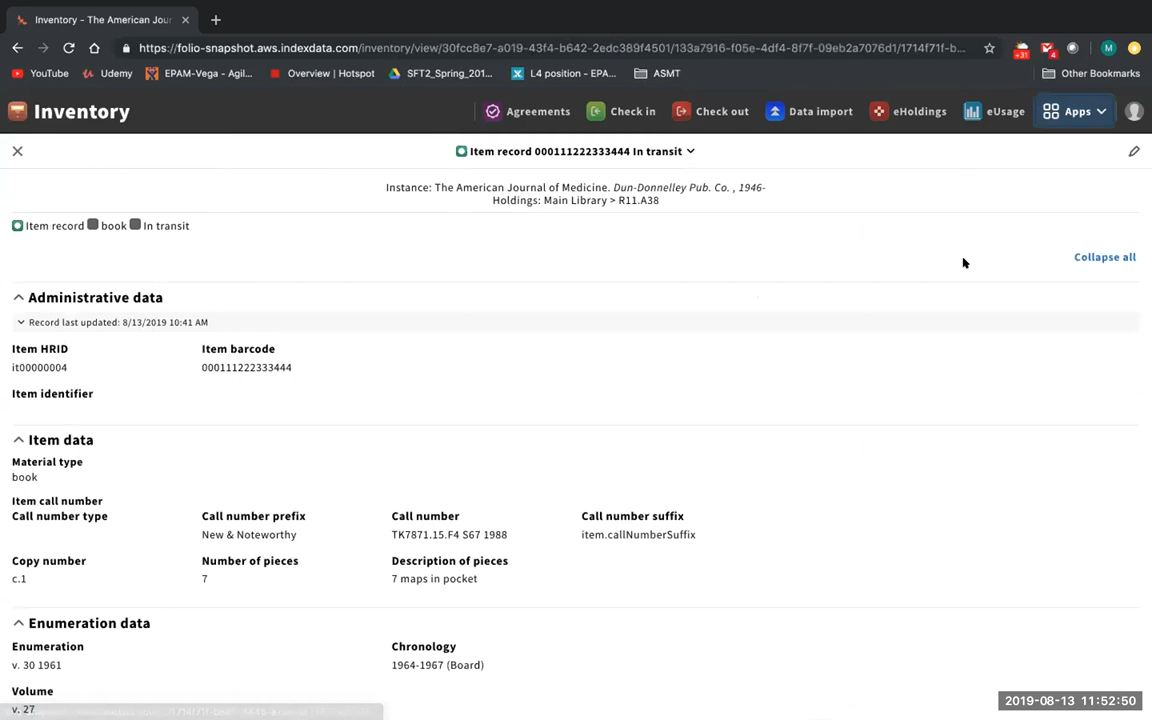 Inventory - The American Jour
https://folio-snapshot.aws.indexdata.com/inventory/view/30fcc8e7-a019-43f4-b642-2edc389f4501/133a7916-f05e-4df4-8f7f-09eb2a7076d1/1714f71f-b...
+31 4 M
YouTube Udemy EPAM-Vega - Agil... Overview | Hotspot SFT2_Spring_201... L4 position - EPA... ASMT Other Bookmarks
Inventory Agreements Check in Check out Data import eHoldings eUsage Apps
Item record 000111222333444 In transit
Instance: The American Journal of Medicine. Dun-Donnelley Pub. Co. , 1946-
Holdings: Main Library > R11.A38
Item record book In transit
Collapse all
Administrative data
Record last updated: 8/13/2019 10:41 AM
Item HRID Item barcode
it00000004 000111222333444
Item identifier
Item data
Material type
book
Item call number
Call number type Call number prefix Call number Call number suffix
New & Noteworthy TK7871.15.F4 S67 1988 item.callNumberSuffix
Copy number Number of pieces Description of pieces
c.1 7 7 maps in pocket
Enumeration data
Enumeration Chronology
v. 30 1961 1964-1967 (Board)
Volume
v. 27
2019-08-13 11:52:50